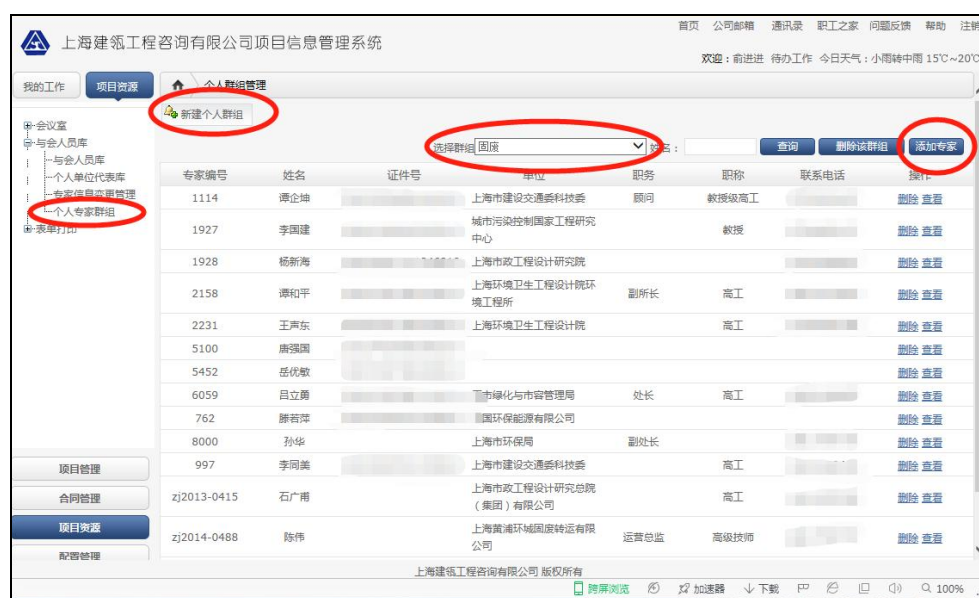 首页 公司邮箱 通讯录 职工之家 问题反馈 帮助 注销
上海建瓴工程咨询有限公司项目信息管理系统
欢迎：前进进 待办工作 今日天气：小雨转中雨 15℃~20℃
我的工作 项目资源 个人群组管理
新建个人群组
会议室
与会人员库
与会人员库
个人单位代表库
专家信息变更管理
个人专家群组
表单打印
选择群组 固废 姓名： 查询 删除该群组 添加专家
专家编号 姓名 证件号 单位 职务 职称 联系电话 操作
1114 谭企坤 上海市建设交通委科技委 顾问 教授级高工 删除 查看
1927 李国建 城市污染控制国家工程研究中心 教授 删除 查看
1928 杨新海 上海市政工程设计研究院 删除 查看
2158 谭和平 上海环境卫生工程设计院环境工程所 副所长 高工 删除 查看
2231 王声东 上海环境卫生工程设计院 高工 删除 查看
5100 唐强国 删除 查看
5452 岳优敏 删除 查看
6059 吕立勇 市绿化与市容管理局 处长 高工 删除 查看
762 滕若萍 国环保能源有限公司 删除 查看
8000 孙华 上海市环保局 副处长 删除 查看
997 李同美 上海市建设交通委科技委 高工 删除 查看
zj2013-0415 石广甫 上海市政工程设计研究总院（集团）有限公司 高工 删除 查看
zj2014-0488 陈伟 上海黄浦环城固废转运有限公司 运营总监 高级技师 删除 查看
项目管理
合同管理
项目资源
配置管理
上海建瓴工程咨询有限公司 版权所有
跨屏浏览 加速器 下载 100%